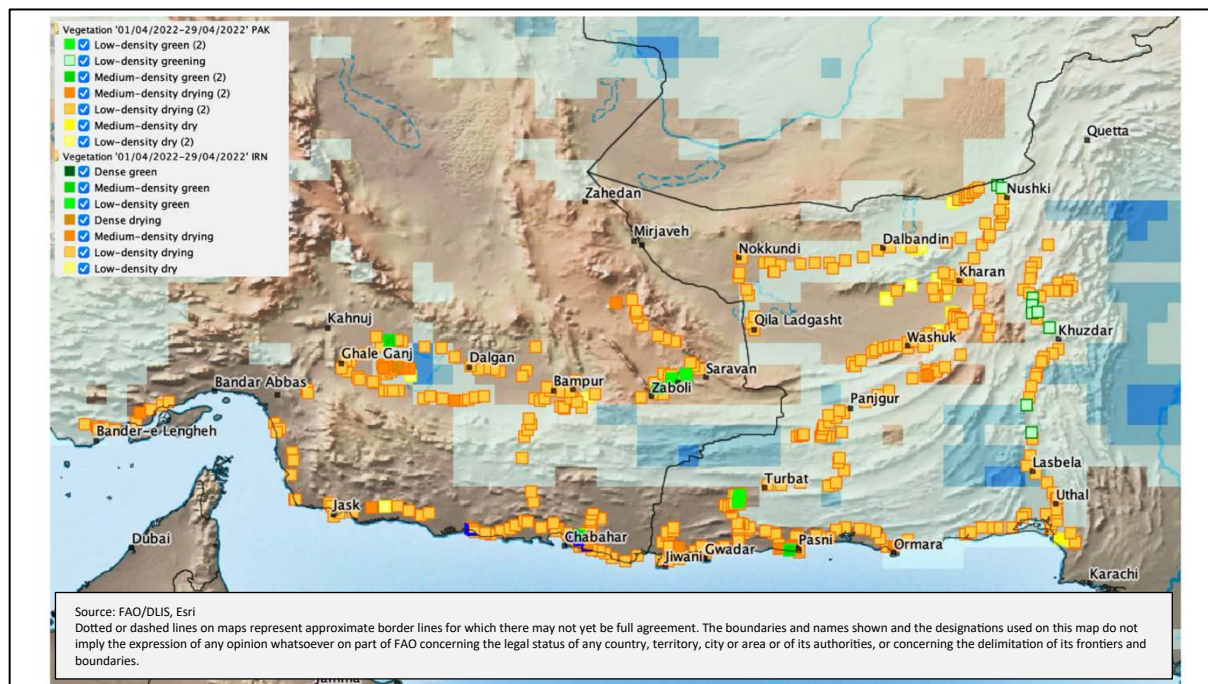 Vegetation '01/04/2022-29/04/2022' PAK
Low-density green (2)
Low-density greening
Medium-density green (2)
Medium-density drying (2)
Low-density drying (2)
Medium-density dry
Low-density dry (2)
Vegetation '01/04/2022-29/04/2022' IRN
Dense green
Medium-density green
Low-density green
Dense drying
Medium-density drying
Low-density drying
Low-density dry
Quetta
Zahedan
Nushki
Mirjaveh
Dalbandin
Nokkundi
Kharan
Kahnuj
Qila Ladgasht
Khuzdar
Washuk
Ghale Ganj
Dalgan
Saravan
Bandar Abbas
Bampur
Zaboli
Panjgur
Bander-e Lengheh
Lasbela
Turbat
Uthal
Jask
Dubai
Chabahar
Jiwani
Gwadar
Pasni
Ormara
Karachi
Source: FAO/DLIS, Esri
Dotted or dashed lines on maps represent approximate border lines for which there may not yet be full agreement. The boundaries and names shown and the designations used on this map do not
imply the expression of any opinion whatsoever on part of FAO concerning the legal status of any country, territory, city or area or of its authorities, or concerning the delimitation of its frontiers and
boundaries.